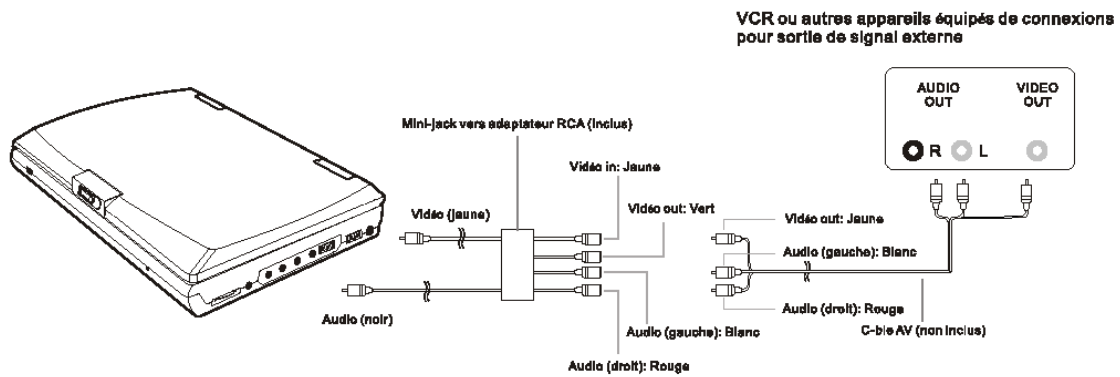 VCR ou autres appareils équipés de connexions
pour sortie de signal externe
AUDIO
OUT
VIDEO
OUT
R
L
Mini-jack vers adaptateur RCA (inclus)
Vidéo in: Jaune
Vidéo (jaune)
Vidéo out: Vert
Vidéo out: Jaune
Audio (gauche): Blanc
Audio (droit): Rouge
Audio (noir)
Audio (gauche): Blanc
C-ble AV (non inclus)
Audio (droit): Rouge